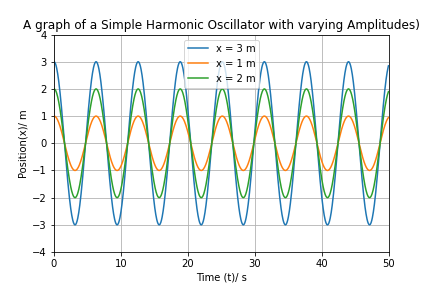 A graph of a Simple Harmonic Oscillator with varying Amplitudes)
x = 3 m
x = 1 m
x = 2 m
4
3
2
1
0
−1
−2
−3
−4
Position(x)/ m
0 10 20 30 40 50
Time (t)/ s